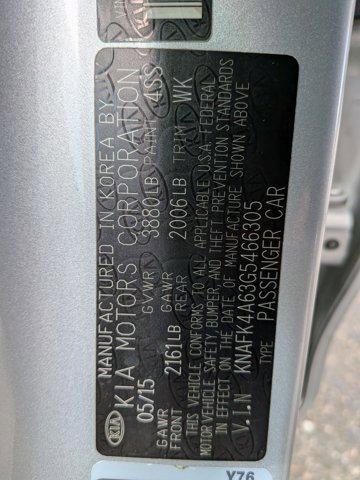 MANUFACTURED IN KOREA BY
KIA MOTORS CORPORATION
05/15 GVWR 3880LB PAINT 4SS
GAWR FRONT 2161LB GAWR REAR 2006LB TRIM WK
THIS VEHICLE CONFORMS TO ALL APPLICABLE U.S.A. FEDERAL
MOTOR VEHICLE SAFETY, BUMPER, AND THEFT PREVENTION STANDARDS
IN EFFECT ON THE DATE OF MANUFACTURE SHOWN ABOVE
V.I.N KNAFK4A63G5466305
TYPE PASSENGER CAR
KIA
Y76